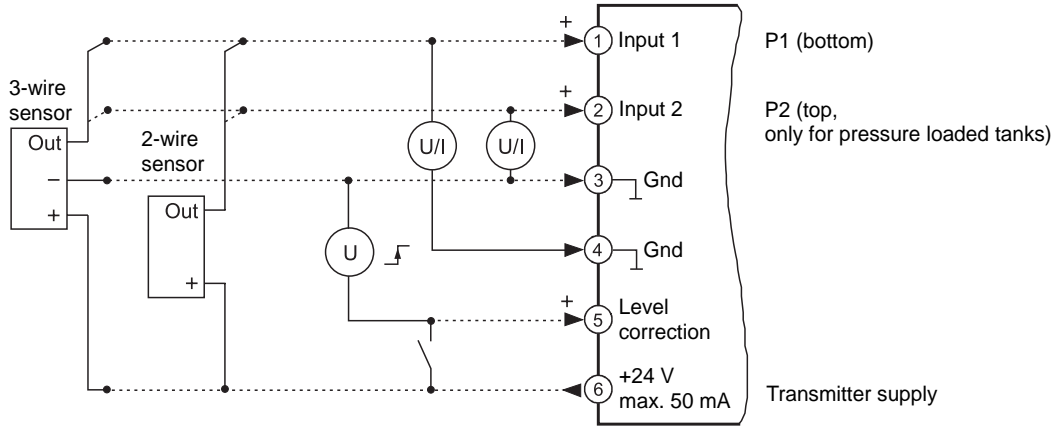 3-wire
sensor
Out
−
+
2-wire
sensor
Out
+
U
U/I
U/I
+
1 Input 1
P1 (bottom)
+
2 Input 2
P2 (top,
only for pressure loaded tanks)
3 Gnd
4 Gnd
+
5 Level
correction
6 +24 V
max. 50 mA
Transmitter supply